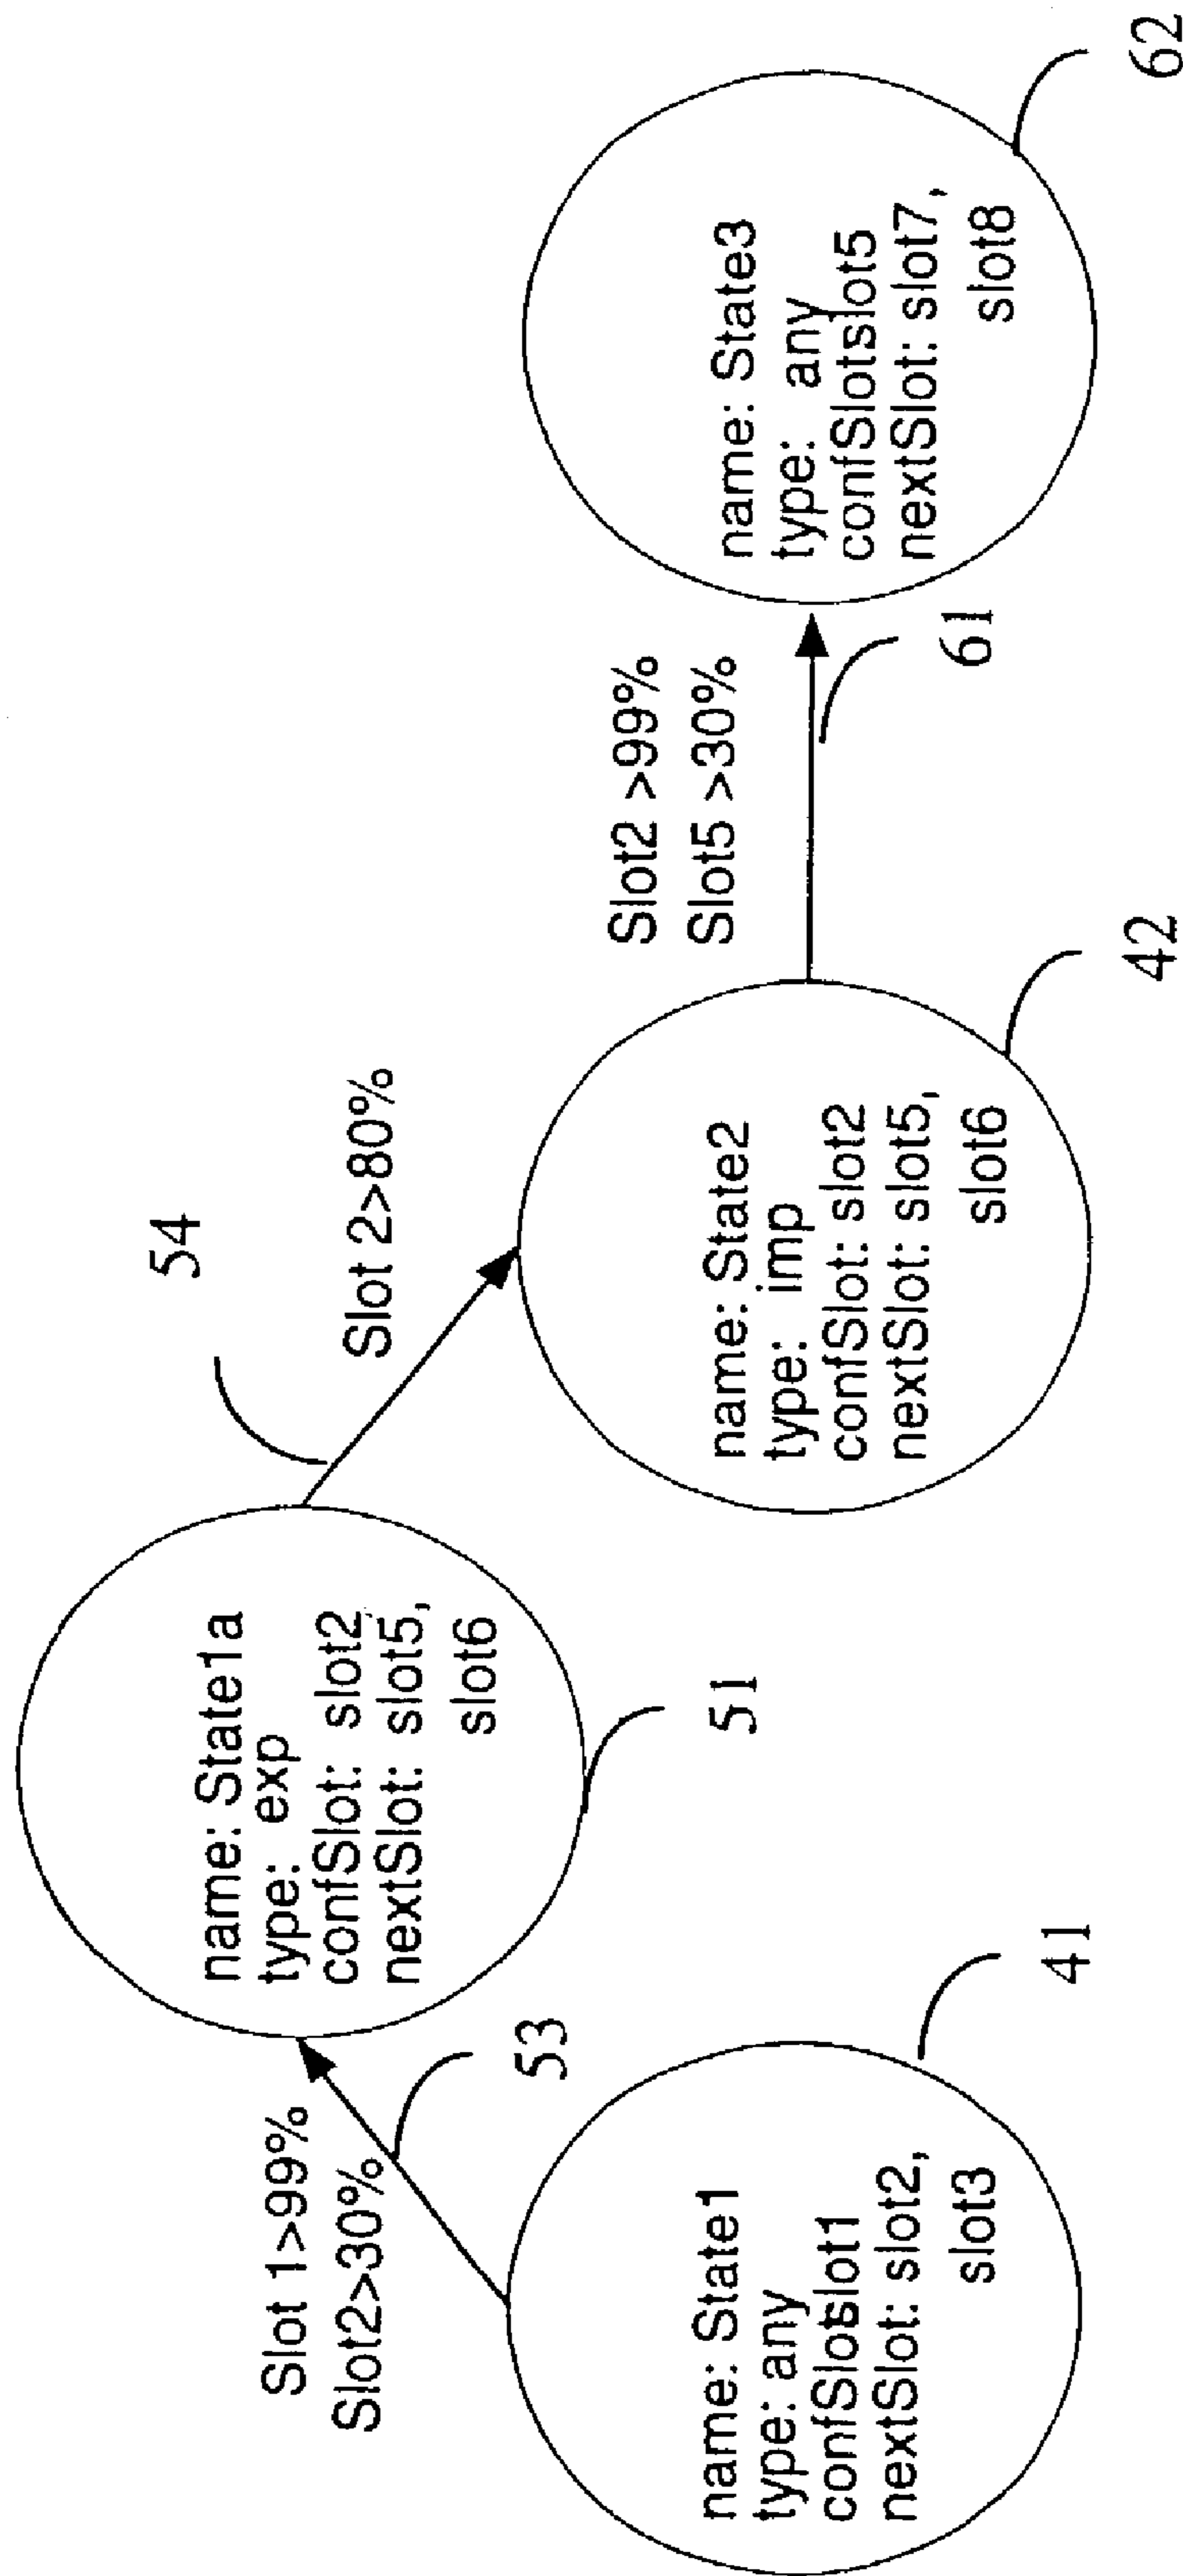 Slot 1>99%
Slot2>30%
53
name: State1
type: any
confSlotslot1
nextSlot: slot2,
slot3
41
name: State1a
type: exp
confSlot: slot2
nextSlot: slot5,
slot6
51
54
Slot 2>80%
name: State2
type: imp
confSlot: slot2
nextSlot: slot5,
slot6
42
Slot2 >99%
Slot5 >30%
61
name: State3
type: any
confSlotslot5
nextSlot: slot7,
slot8
62